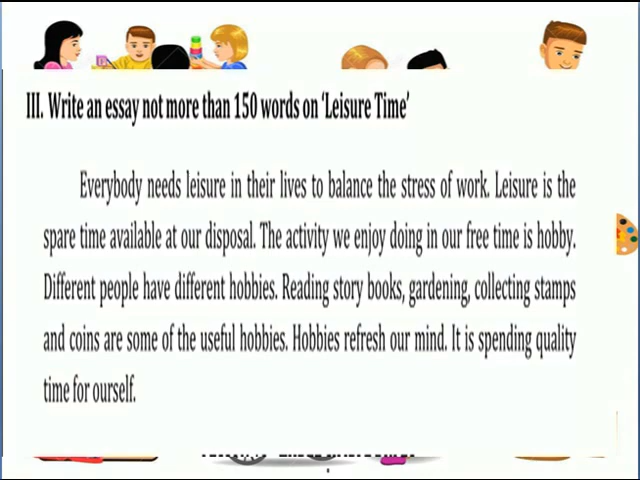 III. Write an essay not more than 150 words on 'Leisure Time'
Everybody needs leisure in their lives to balance the stress of work. Leisure is the
spare time available at our disposal. The activity we enjoy doing in our free time is hobby.
Different people have different hobbies. Reading story books, gardening, collecting stamps
and coins are some of the useful hobbies. Hobbies refresh our mind. It is spending quality
time for ourself.